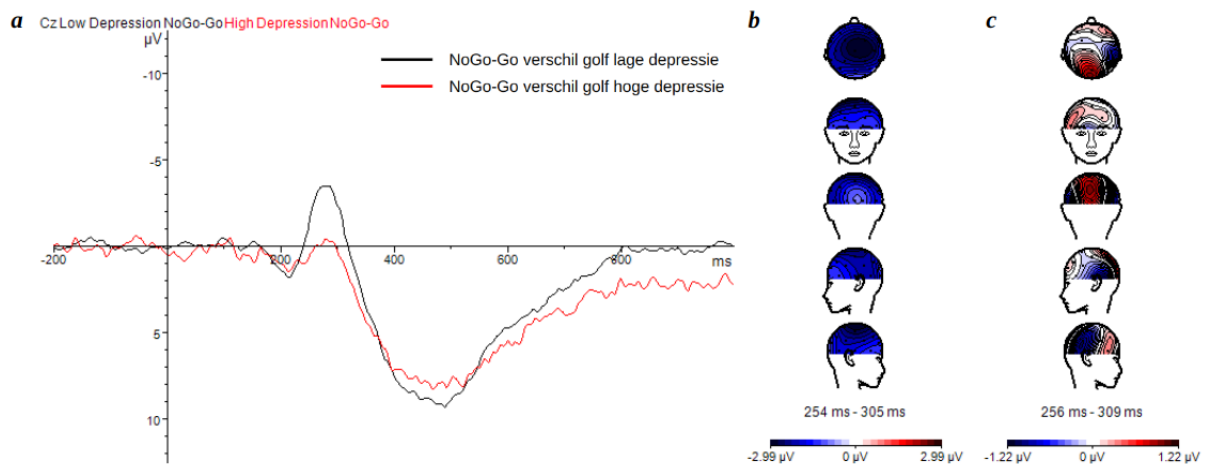 a
Cz Low Depression NoGo-Go High Depression NoGo-Go
µV
-10
-5
5
10
-200
200
400
600
800
ms
NoGo-Go verschil golf lage depressie
NoGo-Go verschil golf hoge depressie
b
254 ms - 305 ms
-2.99 µV 0 µV 2.99 µV
c
256 ms - 309 ms
-1.22 µV 0 µV 1.22 µV